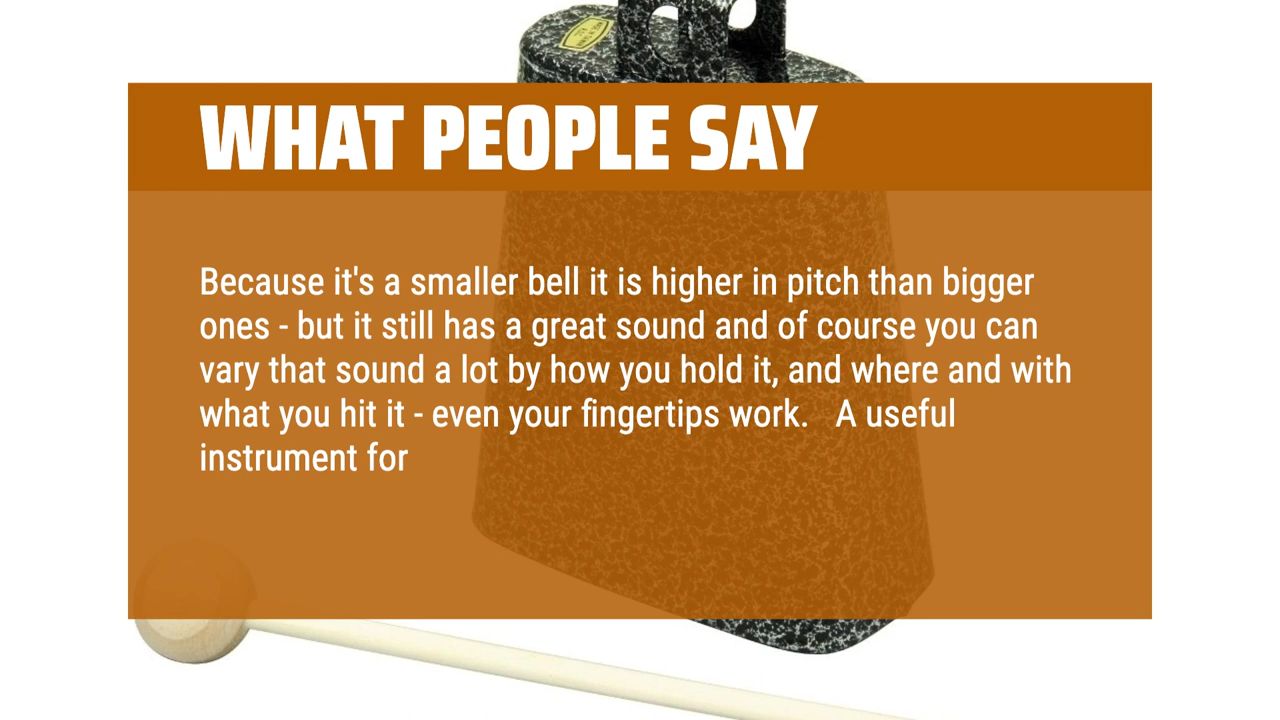 WHAT PEOPLE SAY
Because it's a smaller bell it is higher in pitch than bigger
ones - but it still has a great sound and of course you can
vary that sound a lot by how you hold it, and where and with
what you hit it - even your fingertips work.   A useful
instrument for